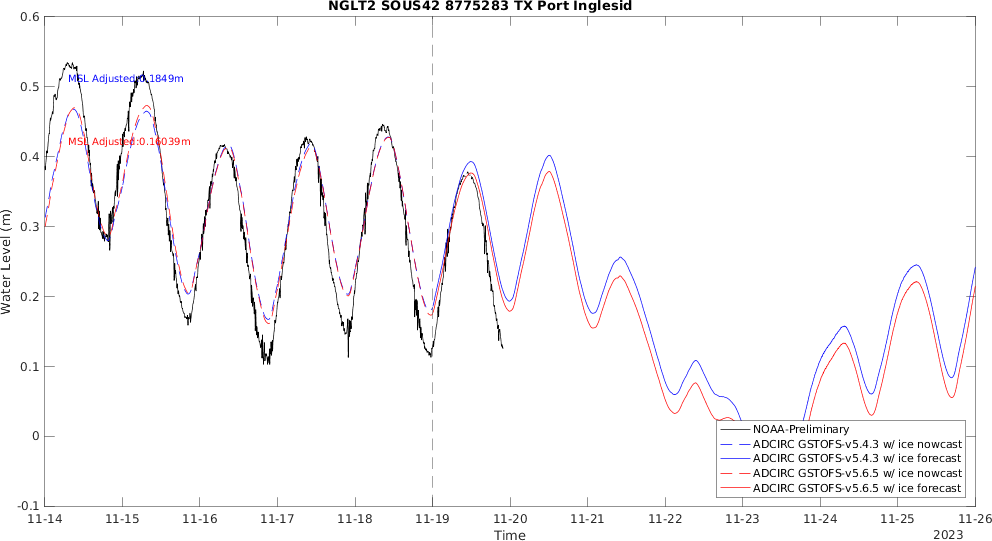 NGLT2 SOUS42 8775283 TX Port Inglesid
0.6
0.5
0.4
0.3
0.2
0.1
0
-0.1
Water Level (m)
MSL Adjusted:0.1849m
MSL Adjusted:0.16039m
NOAA-Preliminary
ADCIRC GSTOFS-v5.4.3 w/ ice nowcast
ADCIRC GSTOFS-v5.4.3 w/ ice forecast
ADCIRC GSTOFS-v5.6.5 w/ ice nowcast
ADCIRC GSTOFS-v5.6.5 w/ ice forecast
11-14 11-15 11-16 11-17 11-18 11-19 11-20 11-21 11-22 11-23 11-24 11-25 11-26
Time
2023